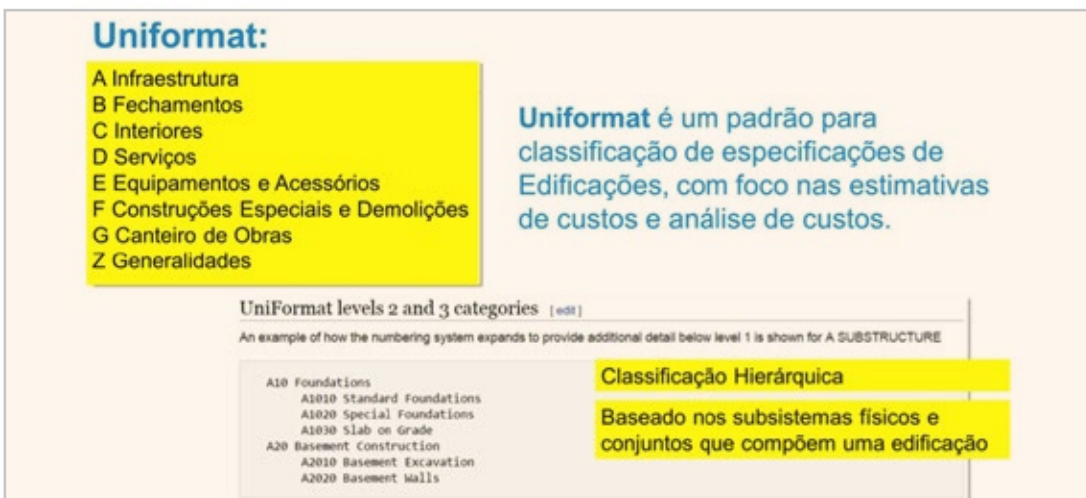 Uniformat:
A Infraestrutura
B Fechamentos
C Interiores
D Serviços
E Equipamentos e Acessórios
F Construções Especiais e Demolições
G Canteiro de Obras
Z Generalidades
Uniformat é um padrão para
classificação de especificações de
Edificações, com foco nas estimativas
de custos e análise de custos.
UniFormat levels 2 and 3 categories [edit]
An example of how the numbering system expands to provide additional detail below level 1 is shown for A SUBSTRUCTURE
A10 Foundations
A1010 Standard Foundations
A1020 Special Foundations
A1030 Slab on Grade
A20 Basement Construction
A2010 Basement Excavation
A2020 Basement Walls
Classificação Hierárquica
Baseado nos subsistemas físicos e
conjuntos que compõem uma edificação